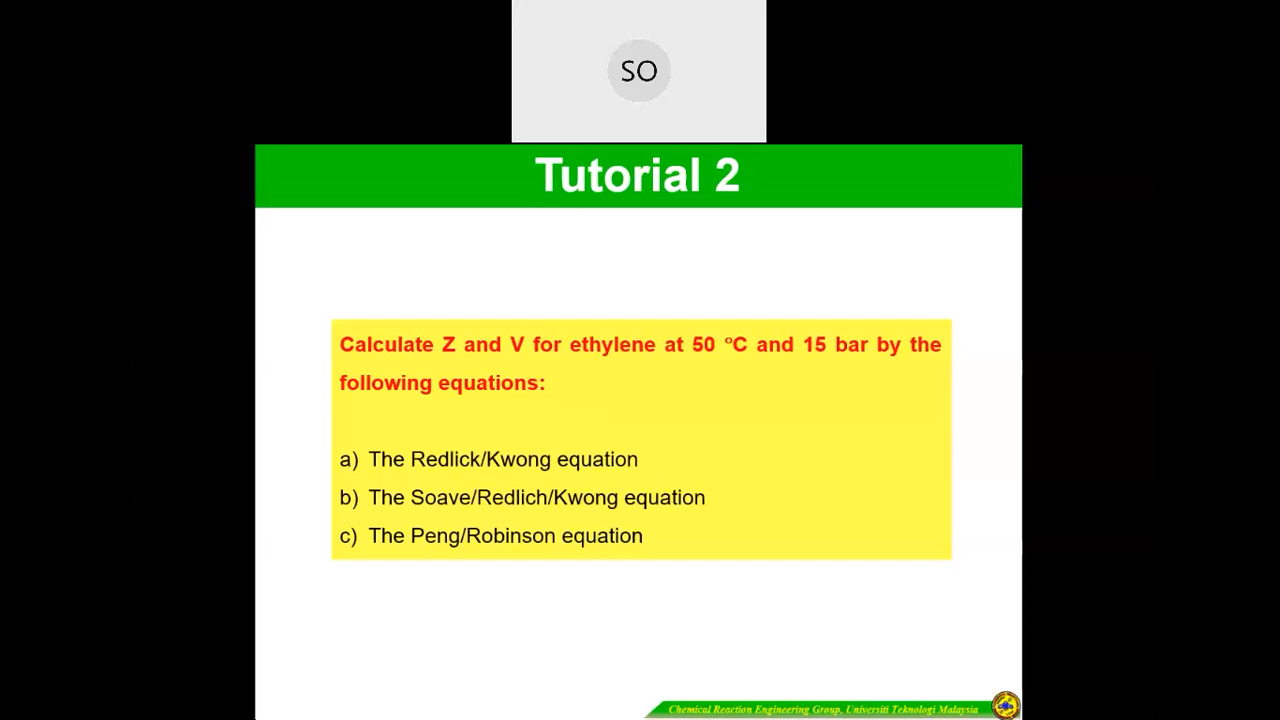 SO
Tutorial 2
Calculate Z and V for ethylene at 50 °C and 15 bar by the
following equations:
a) The Redlick/Kwong equation
b) The Soave/Redlich/Kwong equation
c) The Peng/Robinson equation
Chemical Reaction Engineering Group, Universiti Teknologi Malaysia